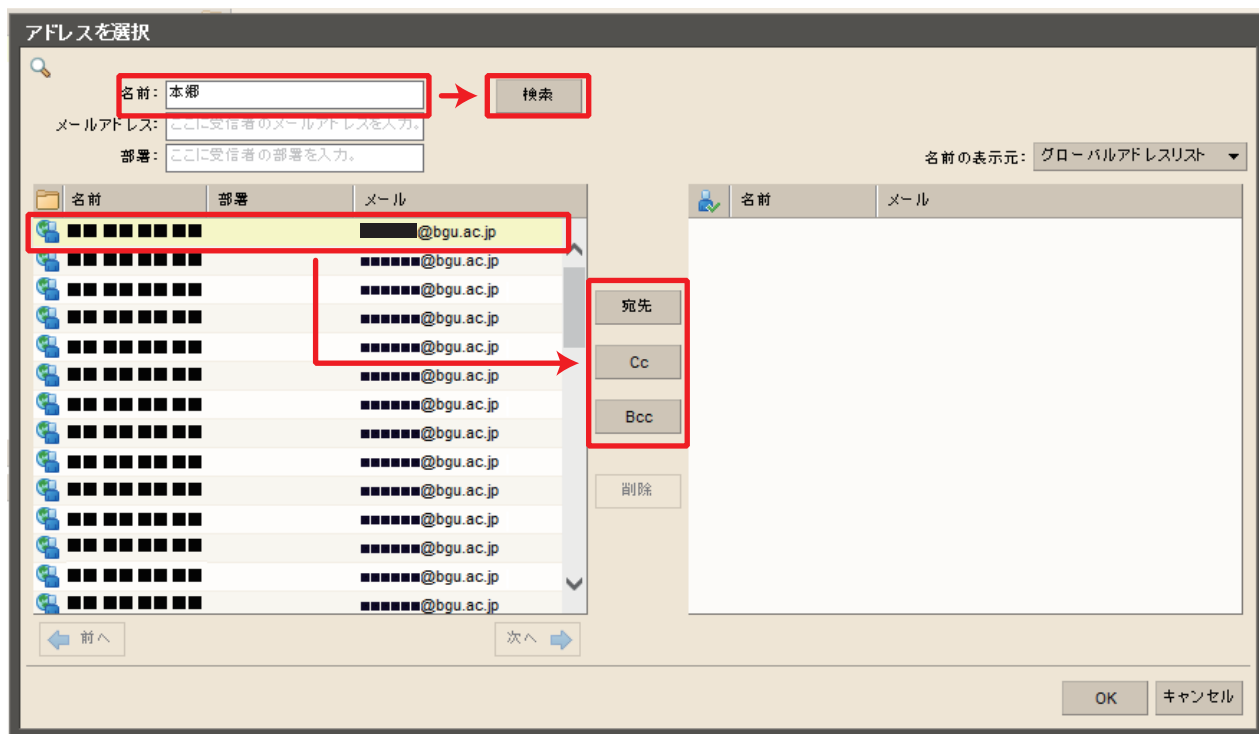 アドレスを選択
名前: 本郷 検索
メールアドレス: ここに受信者のメールアドレスを入力。
部署: ここに受信者の部署を入力。
名前の表示元: グローバルアドレスリスト
名前 部署 メール
@bgu.ac.jp
@bgu.ac.jp
@bgu.ac.jp
@bgu.ac.jp
@bgu.ac.jp
@bgu.ac.jp
@bgu.ac.jp
@bgu.ac.jp
@bgu.ac.jp
@bgu.ac.jp
@bgu.ac.jp
@bgu.ac.jp
@bgu.ac.jp
@bgu.ac.jp
前へ 次へ
宛先
Cc
Bcc
削除
名前 メール
OK キャンセル